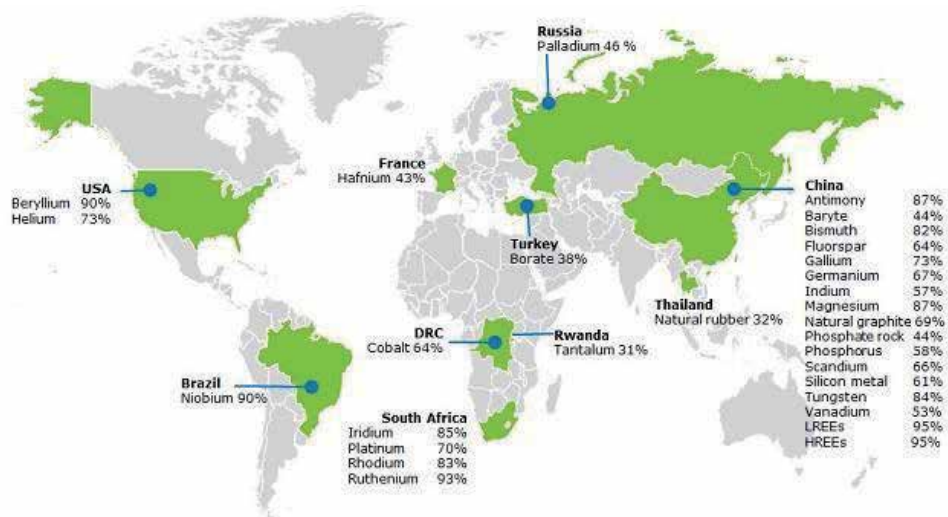 Russia
Palladium 46 %
France
Hafnium 43%
USA
Beryllium 90%
Helium 73%
Turkey
Borate 38%
China
Antimony 87%
Baryte 44%
Bismuth 82%
Fluorspar 64%
Gallium 73%
Germanium 67%
Indium 57%
Magnesium 87%
Natural graphite 69%
Phosphate rock 44%
Phosphorus 58%
Scandium 66%
Silicon metal 61%
Tungsten 84%
Vanadium 53%
LREEs 95%
HREEs 95%
Thailand
Natural rubber 32%
DRC
Cobalt 64%
Rwanda
Tantalum 31%
Brazil
Niobium 90%
South Africa
Iridium 85%
Platinum 70%
Rhodium 83%
Ruthenium 93%